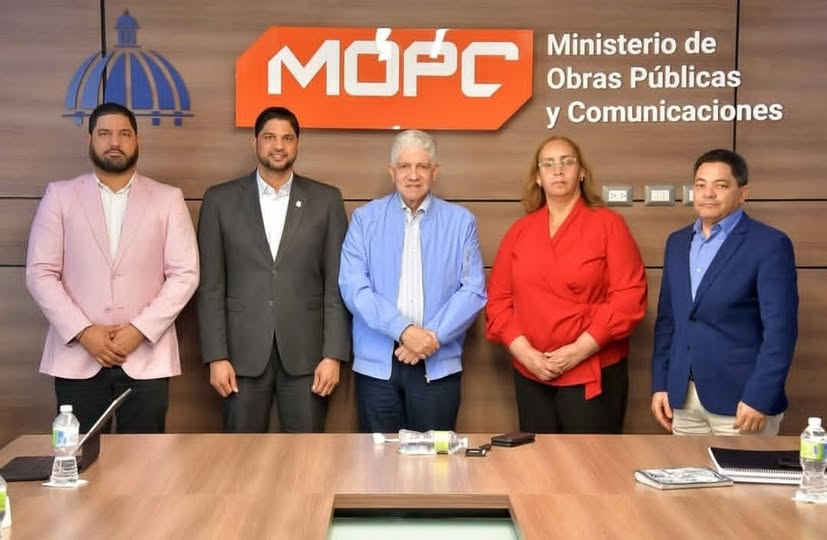 MOPC
Ministerio de
Obras Públicas
y Comunicaciones